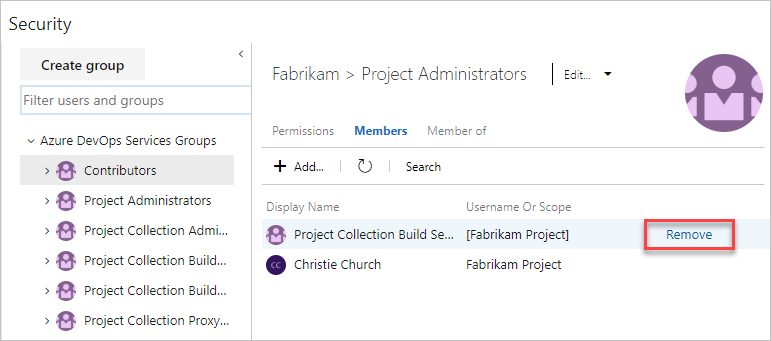 Security
Create group
Filter users and groups
Azure DevOps Services Groups
Contributors
Project Administrators
Project Collection Admi...
Project Collection Build...
Project Collection Build...
Project Collection Proxy...
Fabrikam > Project Administrators
Edit...
Permissions Members Member of
+ Add... Search
Display Name Username Or Scope
Project Collection Build Se... [Fabrikam Project] Remove
CC Christie Church Fabrikam Project